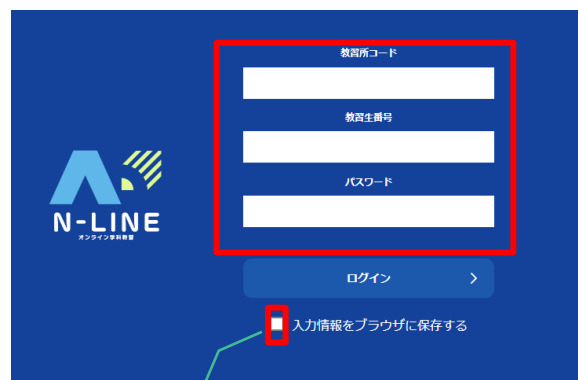 教習所コード
教習生番号
パスワード
N-LINE
オンライン学科教習
ログイン
入力情報をブラウザに保存する